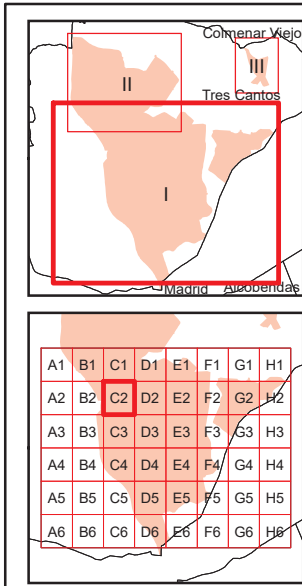 Colmenar Viejo
II
III
Tres Cantos
I
Madrid
Alcobendas
A1 B1 C1 D1 E1 F1 G1 H1
A2 B2 C2 D2 E2 F2 G2 H2
A3 B3 C3 D3 E3 F3 G3 H3
A4 B4 C4 D4 E4 F4 G4 H4
A5 B5 C5 D5 E5 F5 G5 H5
A6 B6 C6 D6 E6 F6 G6 H6